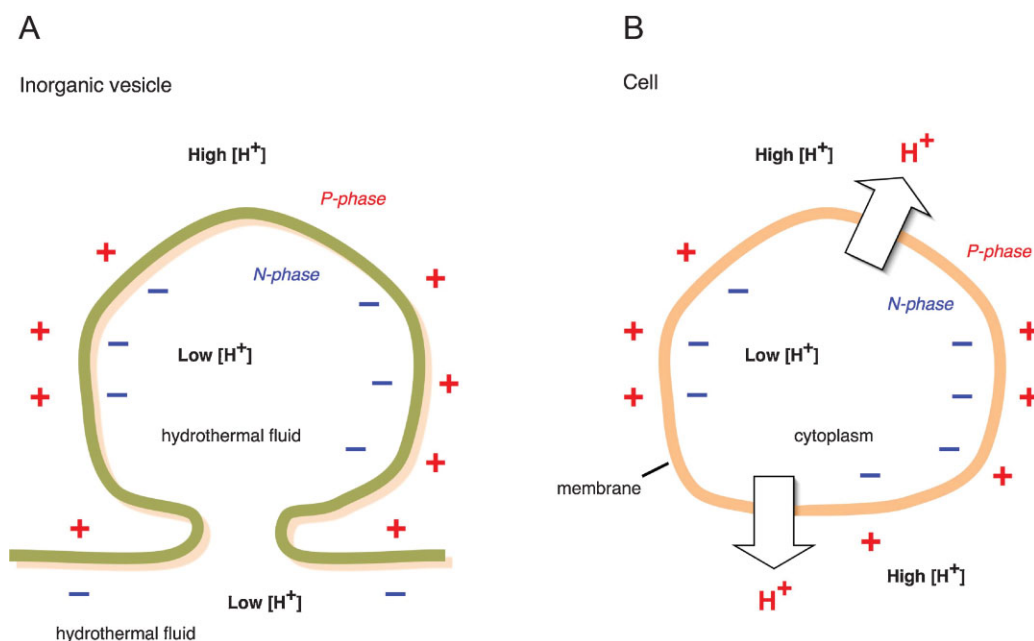 A
Inorganic vesicle
High [H⁺]
P-phase
N-phase
+
+
+
+
+
+
+
+
−
−
−
−
−
−
Low [H⁺]
hydrothermal fluid
−
−
Low [H⁺]
hydrothermal fluid
B
Cell
High [H⁺]
H⁺
P-phase
N-phase
+
+
+
+
+
+
+
−
−
−
−
−
−
−
Low [H⁺]
cytoplasm
membrane
H⁺
High [H⁺]